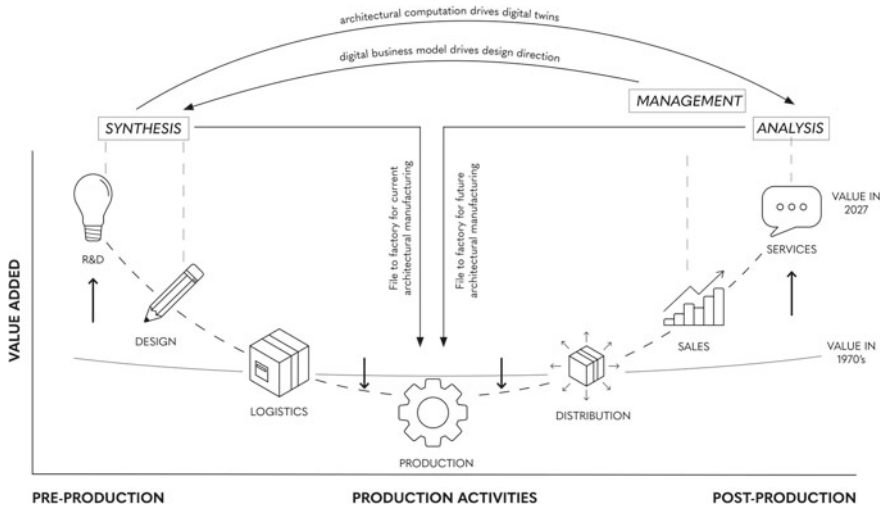 architectural computation drives digital twins
digital business model drives design direction
MANAGEMENT
SYNTHESIS
ANALYSIS
File to factory for current
architectural manufacturing
File to factory for future
architectural manufacturing
VALUE IN
2027
R&D
SERVICES
VALUE ADDED
DESIGN
SALES
VALUE IN
1970's
LOGISTICS
DISTRIBUTION
PRODUCTION
PRE-PRODUCTION
PRODUCTION ACTIVITIES
POST-PRODUCTION